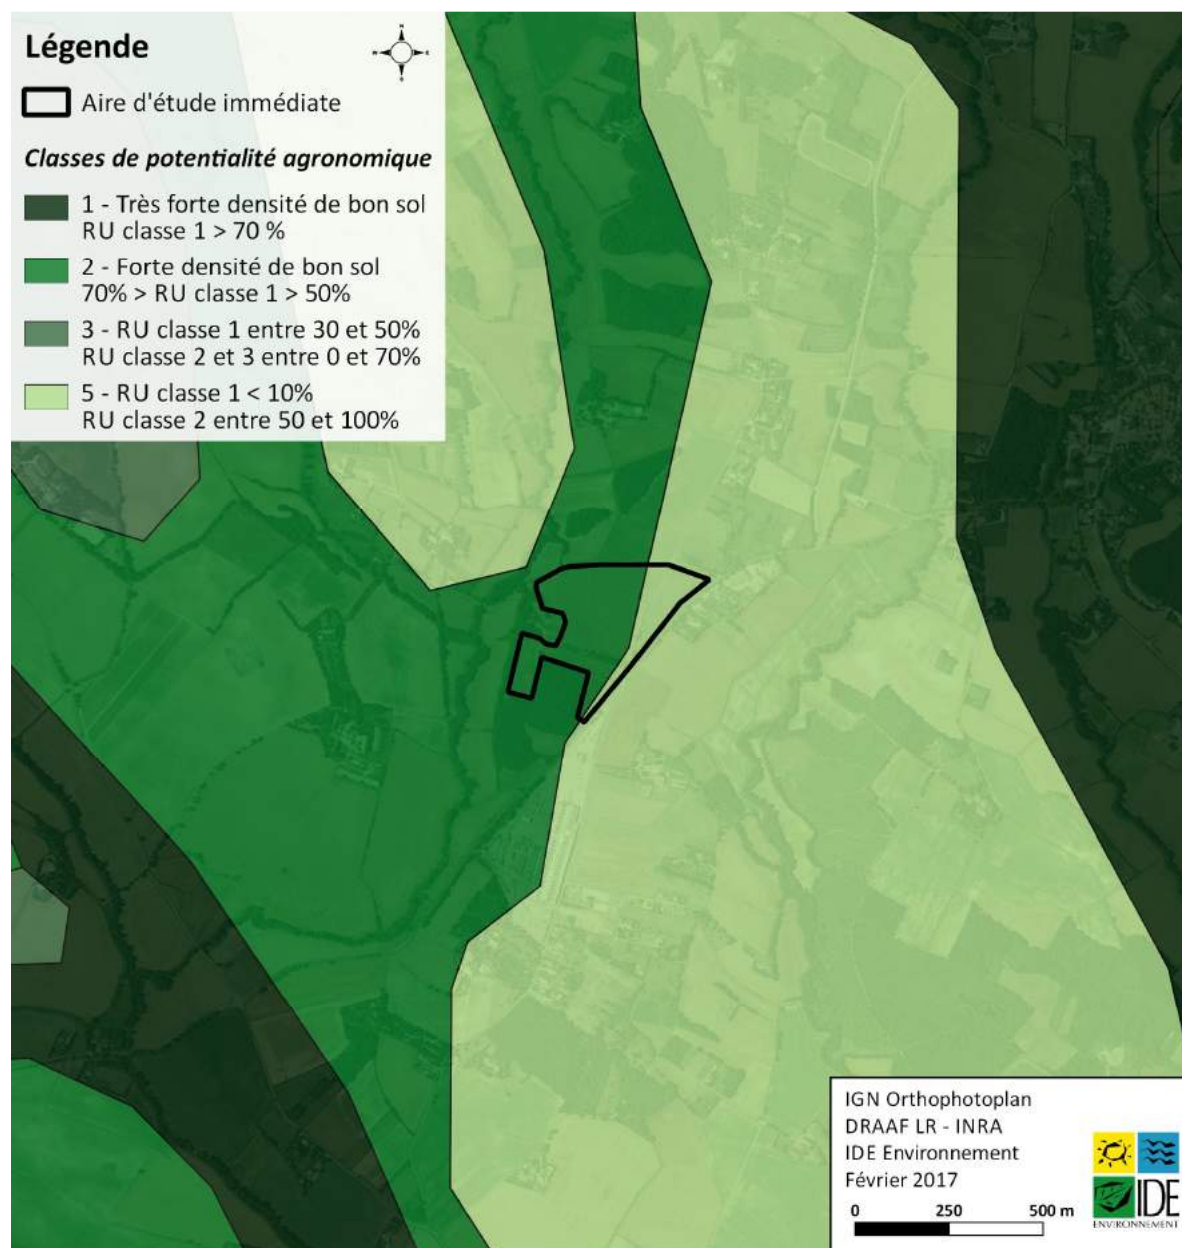 Légende
N
Aire d'étude immédiate
Classes de potentialité agronomique
1 - Très forte densité de bon sol
RU classe 1 > 70 %
2 - Forte densité de bon sol
70% > RU classe 1 > 50%
3 - RU classe 1 entre 30 et 50%
RU classe 2 et 3 entre 0 et 70%
5 - RU classe 1 < 10%
RU classe 2 entre 50 et 100%
IGN Orthophotoplan
DRAAF LR - INRA
IDE Environnement
Février 2017
0 250 500 m
IDE
ENVIRONNEMENT